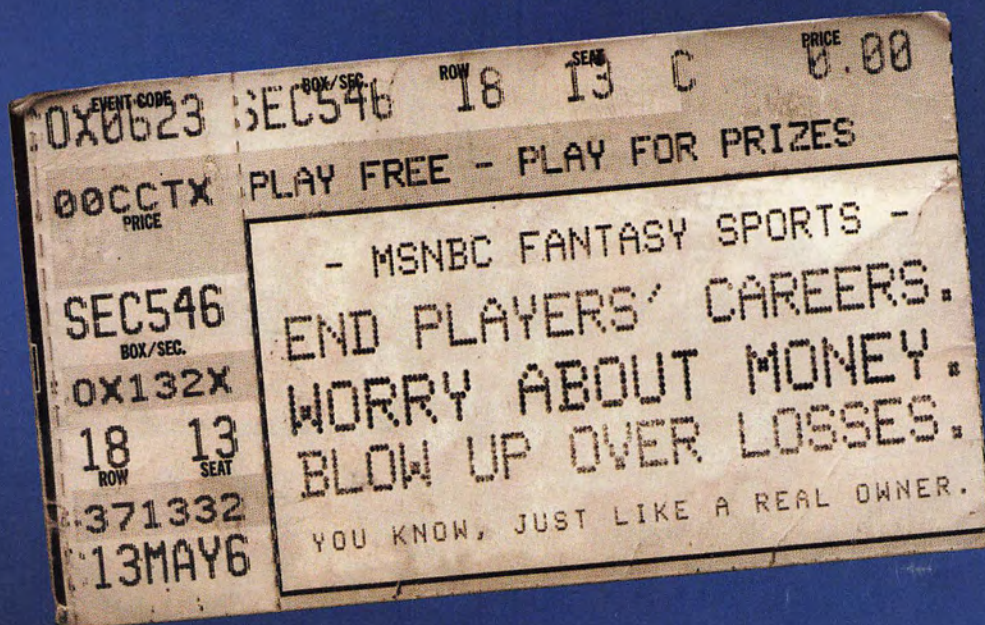 EVENT CODE BOX/SEC. ROW SEAT PRICE
0X0623 SEC546 18 13 C 0.00
00CCTX
PRICE
SEC546
BOX/SEC.
0X132X
18 13
ROW SEAT
371332
13MAY6
PLAY FREE - PLAY FOR PRIZES
- MSNBC FANTASY SPORTS -
END PLAYERS' CAREERS.
WORRY ABOUT MONEY.
BLOW UP OVER LOSSES.
YOU KNOW, JUST LIKE A REAL OWNER.